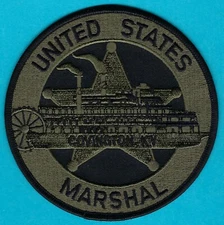 UNITED STATES
COVINGTON, KY
MARSHAL